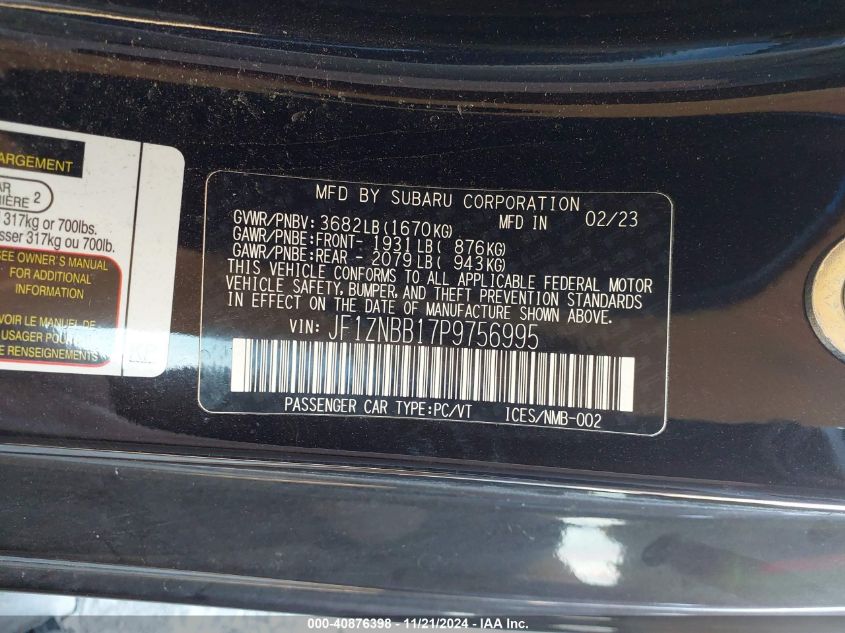 ARGEMENT
2
317kg or 700lbs.
sser 317kg ou 700lb.
SEE OWNER'S MANUAL
FOR ADDITIONAL
INFORMATION
VOIR LE MANUEL DE
USAGER POUR
DE RENSEIGNEMENTS
MFD BY SUBARU CORPORATION
GVWR/PNBV: 3682LB(1670KG) MFD IN 02/23
GAWR/PNBE:FRONT- 1931LB( 876KG)
GAWR/PNBE:REAR - 2079LB( 943KG)
THIS VEHICLE CONFORMS TO ALL APPLICABLE FEDERAL MOTOR
VEHICLE SAFETY, BUMPER, AND THEFT PREVENTION STANDARDS
IN EFFECT ON THE DATE OF MANUFACTURE SHOWN ABOVE.
VIN: JF1ZNBB17P9756995
PASSENGER CAR TYPE:PC/VT ICES/NMB-002
000-40876398 - 11/21/2024 - IAA Inc.